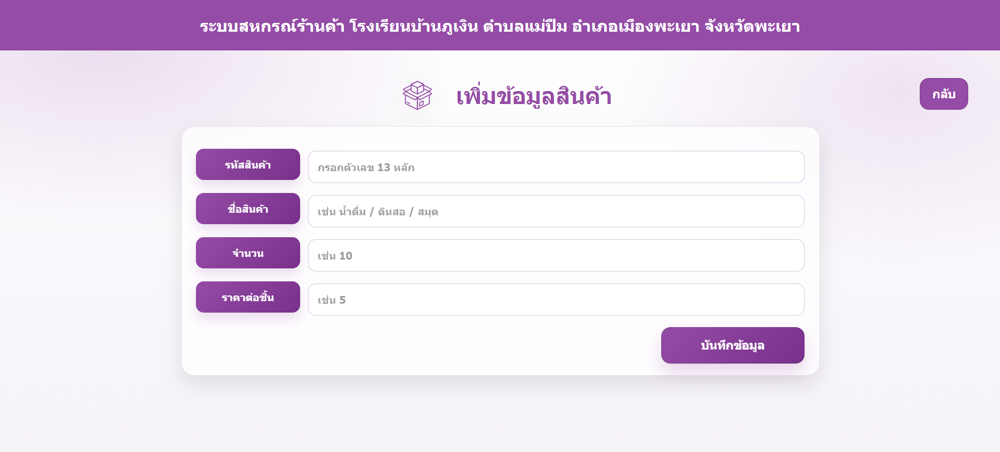 ระบบสหกรณ์ร้านค้า โรงเรียนบ้านภูเงิน ตำบลแม่ปืม อำเภอเมืองพะเยา จังหวัดพะเยา
เพิ่มข้อมูลสินค้า
กลับ
รหัสสินค้า
กรอกตัวเลข 13 หลัก
ชื่อสินค้า
เช่น น้ำดื่ม / ดินสอ / สมุด
จำนวน
เช่น 10
ราคาต่อชิ้น
เช่น 5
บันทึกข้อมูล